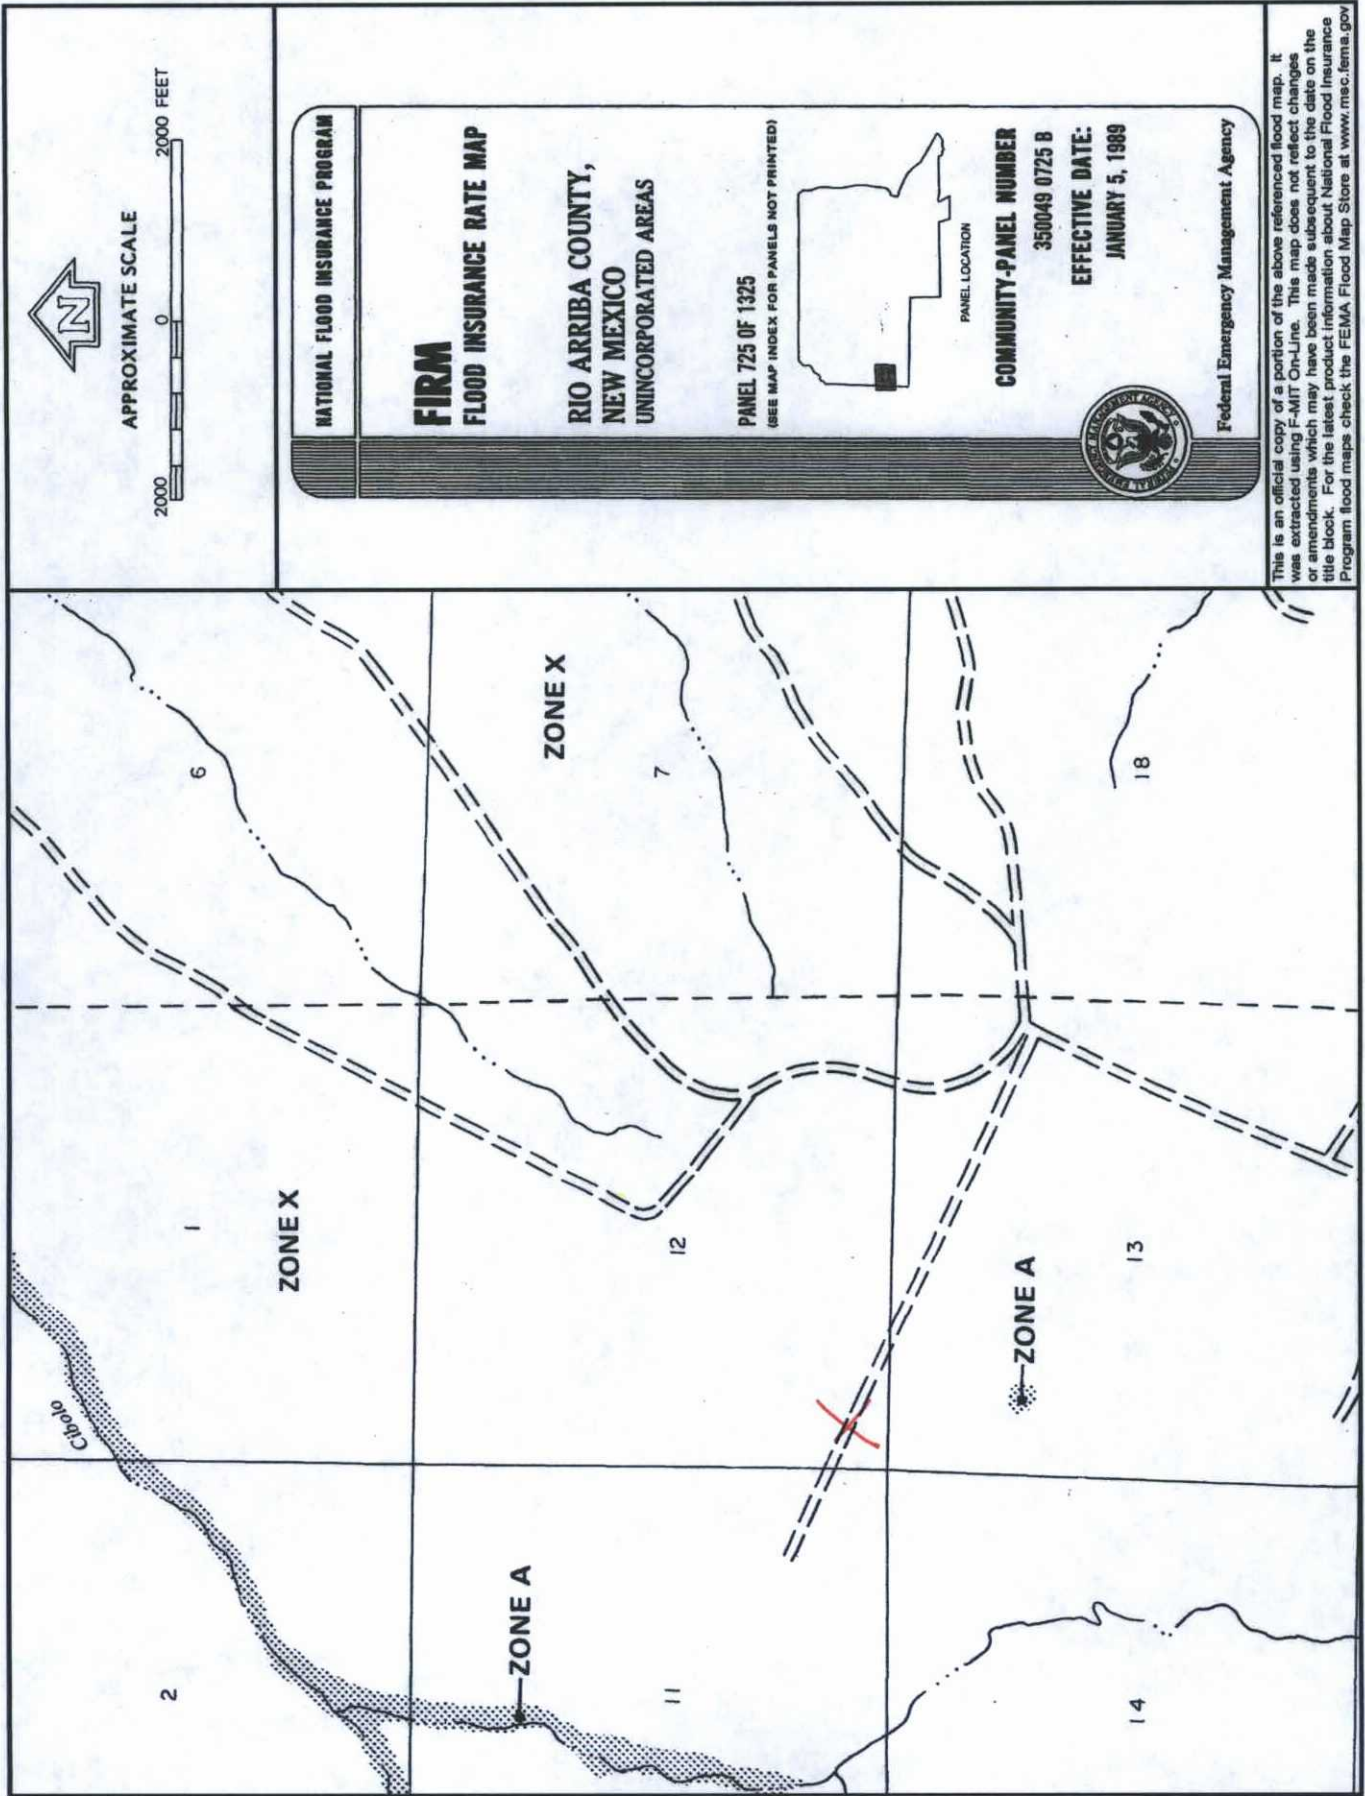 APPROXIMATE SCALE
2000 0 2000 FEET
N
NATIONAL FLOOD INSURANCE PROGRAM
FIRM
FLOOD INSURANCE RATE MAP
RIO ARRIBA COUNTY,
NEW MEXICO
UNINCORPORATED AREAS
PANEL 725 OF 1325
(SEE MAP INDEX FOR PANELS NOT PRINTED)
PANEL LOCATION
COMMUNITY-PANEL NUMBER
350049 0725 B
EFFECTIVE DATE:
JANUARY 5, 1989
Federal Emergency Management Agency
This is an official copy of a portion of the above referenced flood map. It
was extracted using F-MIT On-Line. This map does not reflect changes
or amendments which may have been made subsequent to the date on the
title block. For the latest product information about National Flood Insurance
Program flood maps check the FEMA Flood Map Store at www.msc.fema.gov
Cibolo
2
1
6
ZONE X
ZONE A
ZONE X
11
12
7
ZONE A
14
13
18